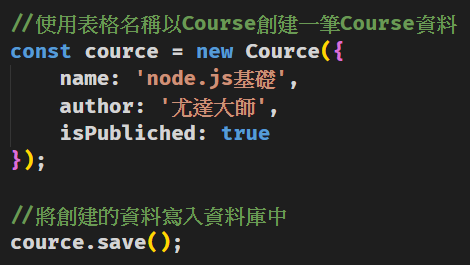 //使用表格名稱以Course創建一筆Course資料
const cource = new Cource({
    name: 'node.js基礎',
    author: '尤達大師',
    isPubliched: true
});

//將創建的資料寫入資料庫中
cource.save();